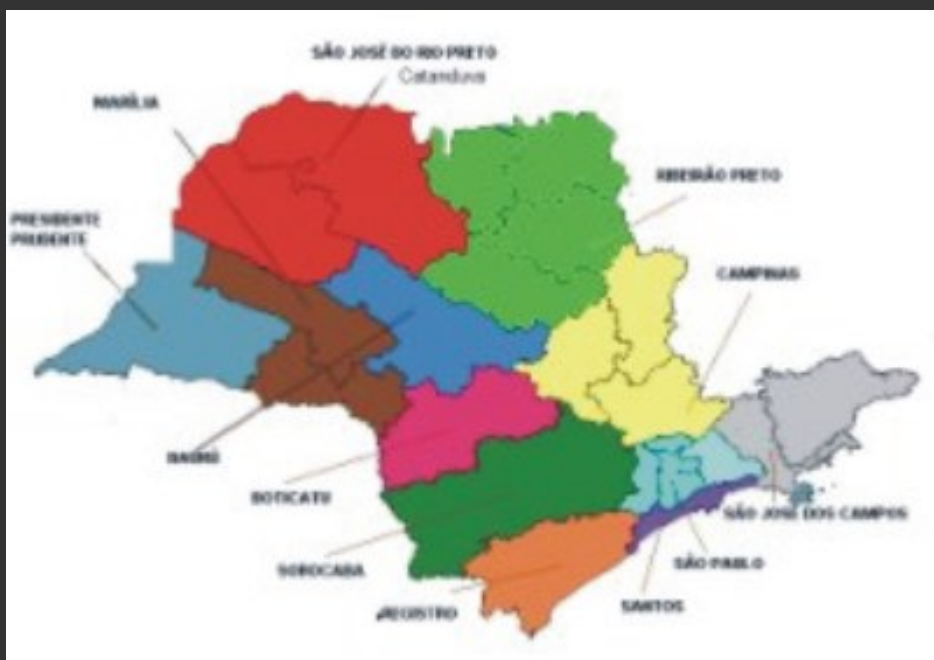 SÃO JOSÉ DO RIO PRETO
Catanduva
MARÍLIA
RIBEIRÃO PRETO
PRESIDENTE
PRUDENTE
CAMPINAS
BAURU
BOTICATU
SÃO JOSÉ DOS CAMPOS
SOROCABA
SÃO PAULO
REGISTRO
SANTOS